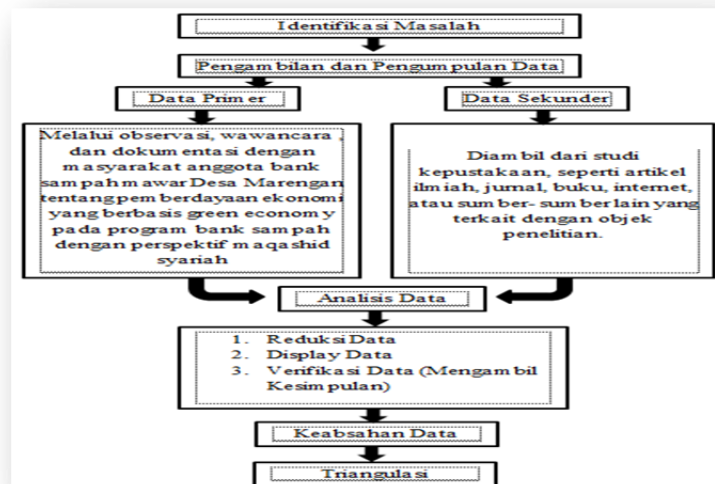 Identifikasi Masalah
Pengambilan dan Pengumpulan Data
Data Primer
Data Sekunder
Melalui observasi, wawancara ,
dan dokumentasi dengan
masyarakat anggota bank
sampah mawar Desa Marengan
tentang pemberdayaan ekonomi
yang berbasis green economy
pada program bank sampah
dengan perspektif maqashid
syariah
Diambil dari studi
kepustakaan, seperti artikel
ilmiah, jurnal, buku, internet,
atau sumber- sumber lain yang
terkait dengan objek
penelitian.
Analisis Data
1. Reduksi Data
2. Display Data
3. Verifikasi Data (Mengambil
Kesimpulan)
Keabsahan Data
Triangulasi